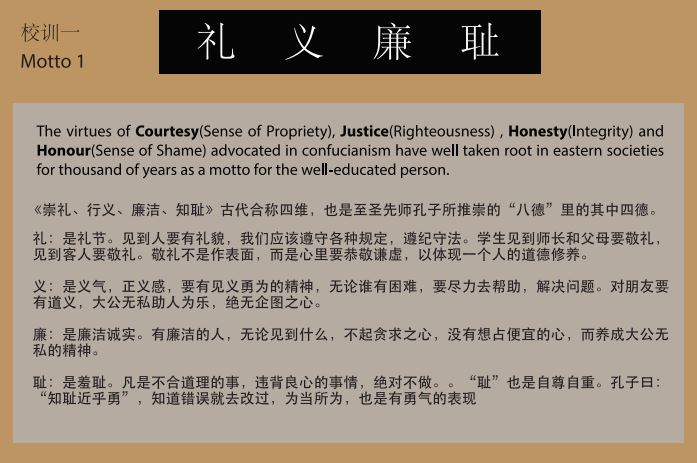 校训一
Motto 1
礼 义 廉 耻
The virtues of Courtesy(Sense of Propriety), Justice(Righteousness) , Honesty(Integrity) and
Honour(Sense of Shame) advocated in confucianism have well taken root in eastern societies
for thousand of years as a motto for the well-educated person.
《崇礼、行义、廉洁、知耻》古代合称四维，也是至圣先师孔子所推崇的“八德”里的其中四德。
礼：是礼节。见到人要有礼貌，我们应该遵守各种规定，遵纪守法。学生见到师长和父母要敬礼，
见到客人要敬礼。敬礼不是作表面，而是心里要恭敬谦虚，以体现一个人的道德修养。
义：是义气，正义感，要有见义勇为的精神，无论谁有困难，要尽力去帮助，解决问题。对朋友要
有道义，大公无私助人为乐，绝无企图之心。
廉：是廉洁诚实。有廉洁的人，无论见到什么，不起贪求之心，没有想占便宜的心，而养成大公无
私的精神。
耻：是羞耻。凡是不合道理的事，违背良心的事情，绝对不做。。“耻”也是自尊自重。孔子曰：
“知耻近乎勇”，知道错误就去改过，为当所为，也是有勇气的表现